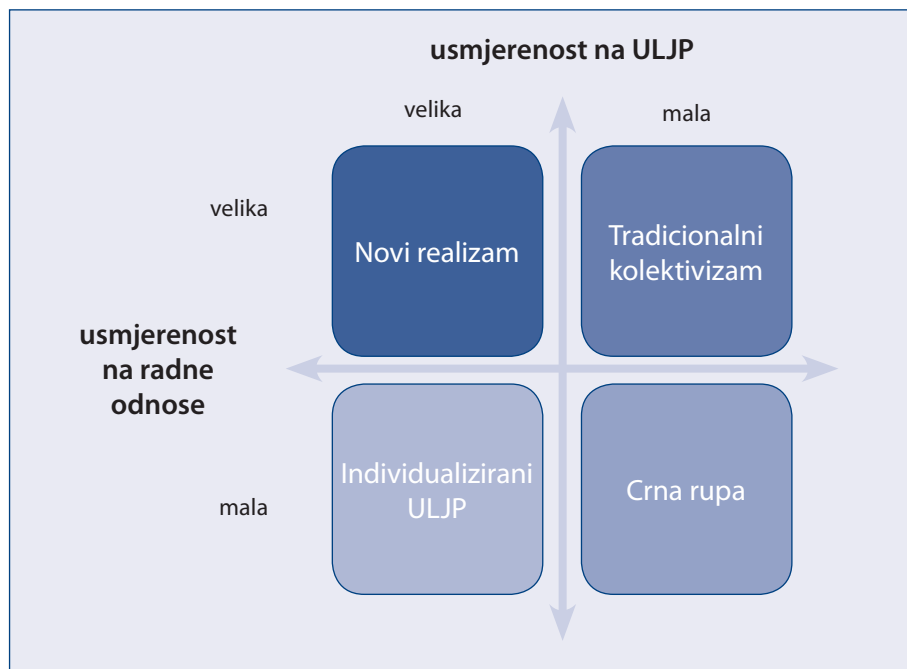 usmjerenost na ULJP
velika
mala
velika
Novi realizam
Tradicionalni
kolektivizam
usmjerenost
na radne
odnose
mala
Individualizirani
ULJP
Crna rupa